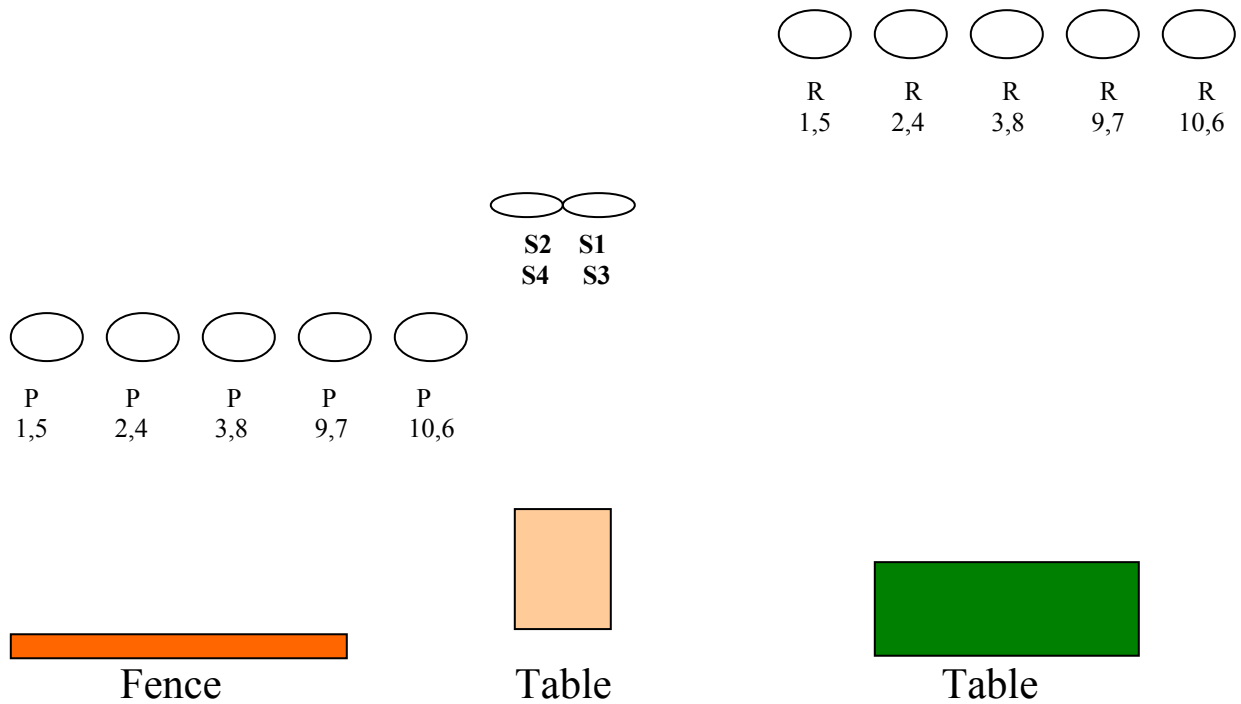 R R R R R
1,5 2,4 3,8 9,7 10,6
S2 S1
S4 S3
P P P P P
1,5 2,4 3,8 9,7 10,6
Fence Table Table